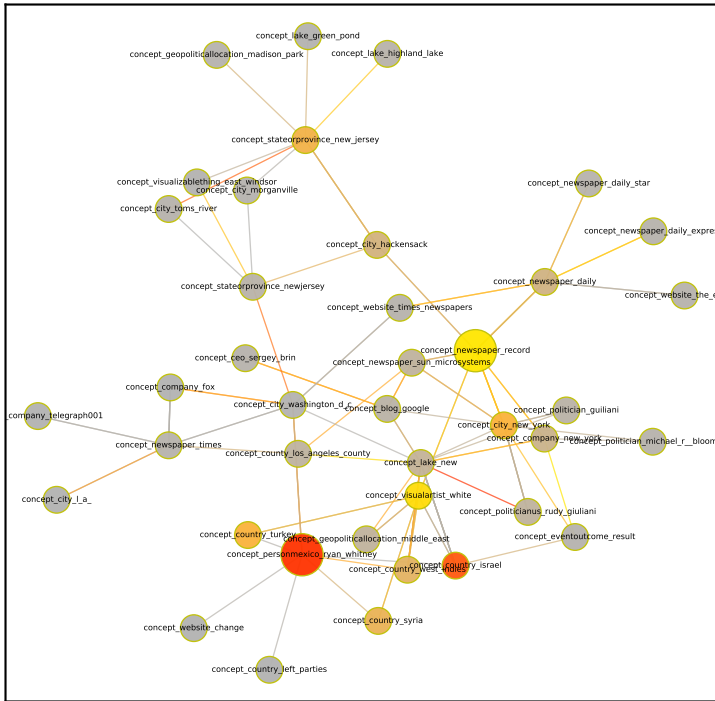 concept_lake_green_pond
concept_geopoliticallocation_madison_park
concept_lake_highland_lake
concept_stateorprovince_new_jersey
concept_visualizablething_east_windsor
concept_city_morganville
concept_newspaper_daily_star
concept_city_toms_river
concept_newspaper_daily_expre
concept_city_hackensack
concept_newspaper_daily
concept_stateorprovince_newjersey
concept_website_the_e
concept_website_times_newspapers
concept_newspaper_record
concept_ceo_sergey_brin
concept_newspaper_sun_microsystems
concept_company_fox
concept_city_washington_d_c
concept_blog_google
concept_politician_guiliani
_company_telegraph001
concept_city_new_york
concept_company_new_york
concept_politician_michael_r__bloom
concept_newspaper_times
concept_county_los_angeles_county
concept_lake_new
concept_city_l_a_
concept_visualartist_white
concept_politicianus_rudy_giuliani
concept_country_turkey
concept_geopoliticallocation_middle_east
concept_eventoutcome_result
concept_personmexico_ryan_whitney
concept_country_israel
concept_country_west_indies
concept_country_syria
concept_website_change
concept_country_left_parties